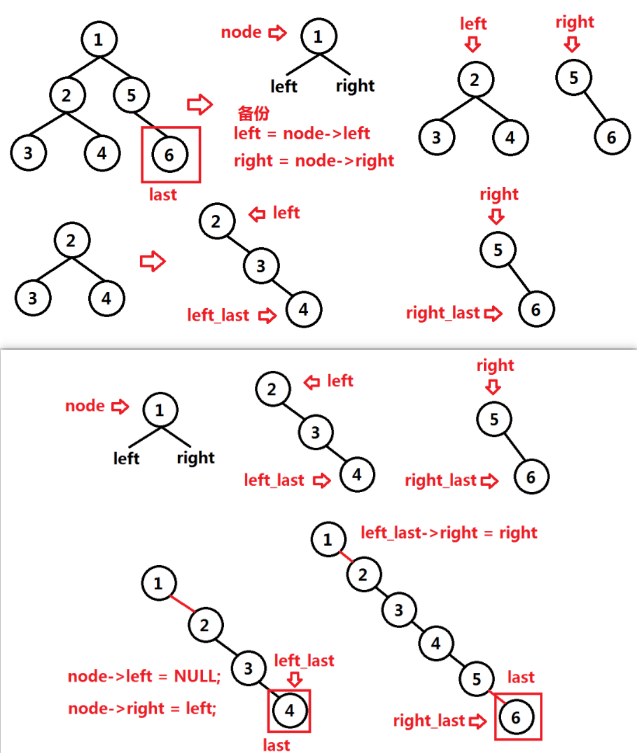 1
2
5
3
4
6
last
node
1
left
right
备份
left = node->left
right = node->right
left
2
3
4
right
5
6
2
3
4
2
left
3
left_last
4
right
5
right_last
6
node
1
left
right
2
left
3
left_last
4
right
5
right_last
6
1
2
3
left_last
4
last
node->left = NULL;
node->right = left;
left_last->right = right
1
2
3
4
5
last
right_last
6